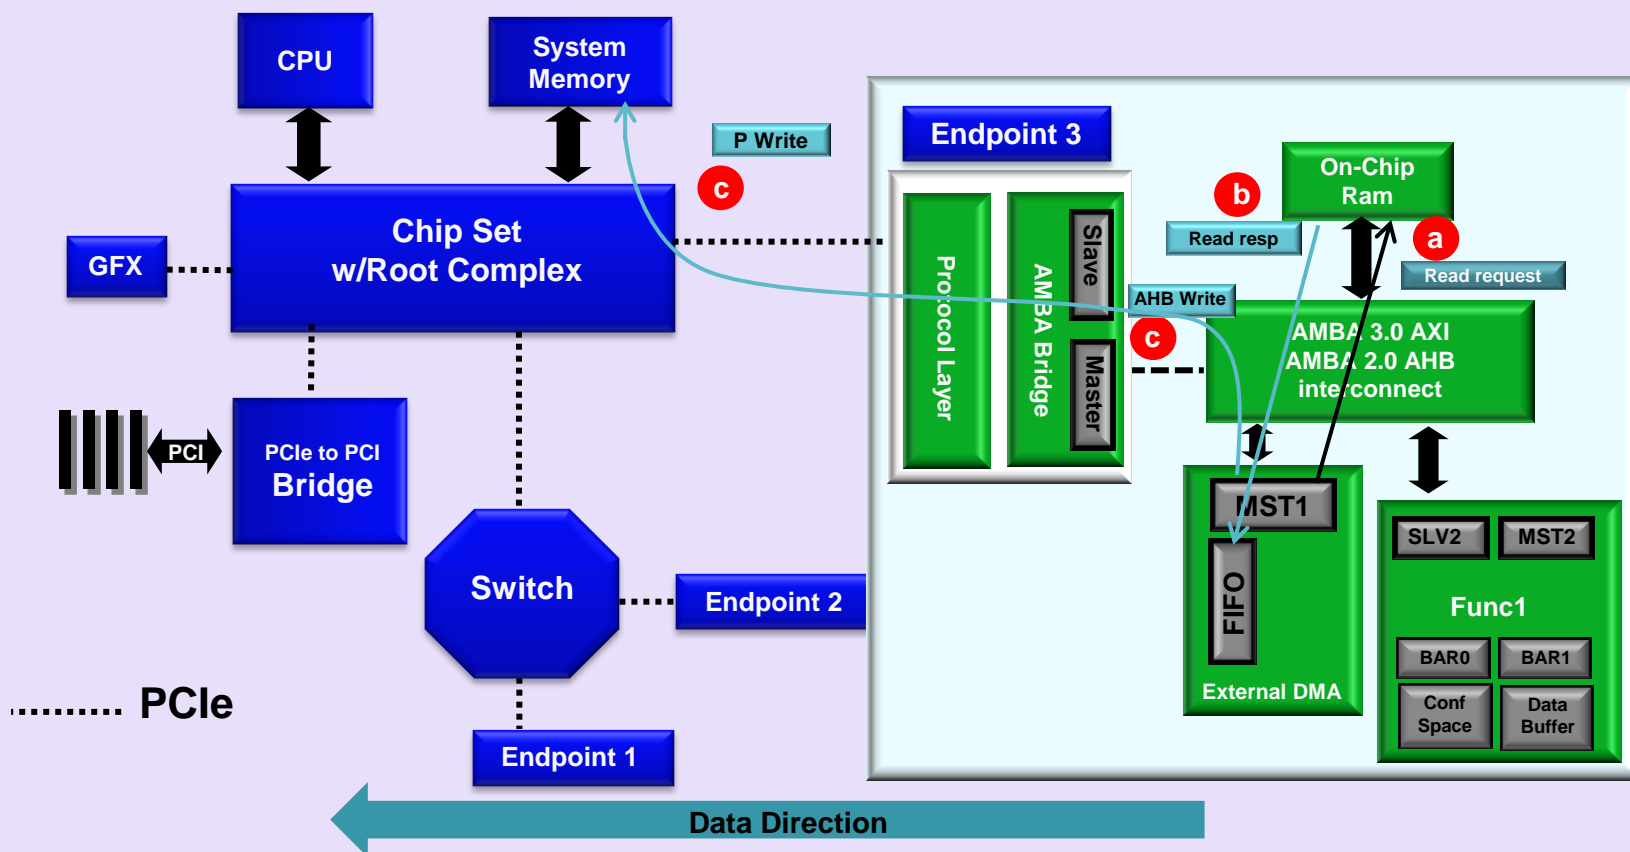 CPU
System
Memory
P Write
c
Endpoint 3
On-Chip
Ram
b
Read resp
a
Read request
Chip Set
w/Root Complex
GFX
Protocol Layer
AMBA Bridge
Slave
Master
AHB Write
c
AMBA 3.0 AXI
AMBA 2.0 AHB
interconnect
PCI
PCIe to PCI
Bridge
MST1
FIFO
External DMA
SLV2
MST2
Func1
BAR0
BAR1
Conf
Space
Data
Buffer
Switch
Endpoint 2
PCIe
Endpoint 1
Data Direction